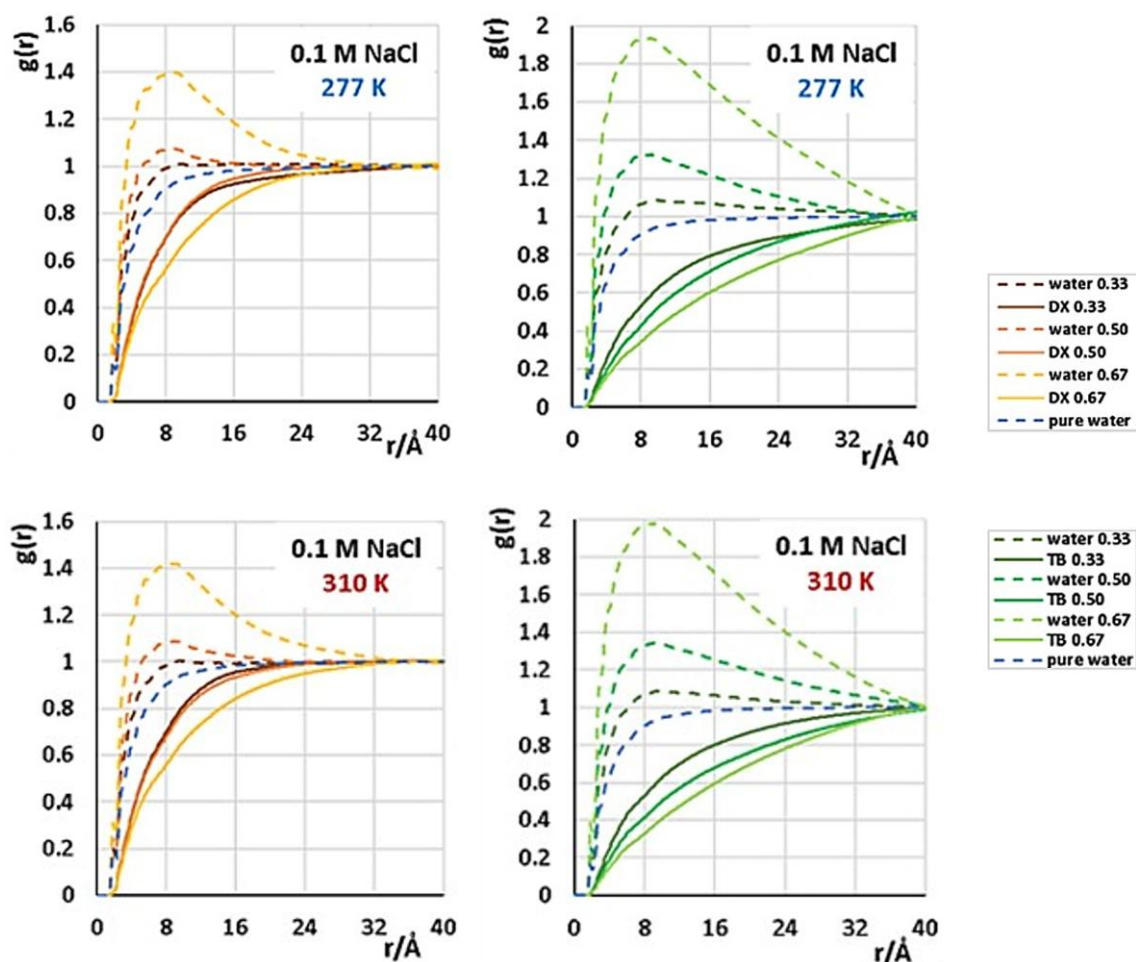 g(r)
1.6
1.4
1.2
1
0.8
0.6
0.4
0.2
0
0.1 M NaCl
277 K
0 8 16 24 32 40
r/Å
g(r)
2
1.8
1.6
1.4
1.2
1
0.8
0.6
0.4
0.2
0
0.1 M NaCl
277 K
0 8 16 24 32 40
r/Å
water 0.33
DX 0.33
water 0.50
DX 0.50
water 0.67
DX 0.67
pure water
g(r)
1.6
1.4
1.2
1
0.8
0.6
0.4
0.2
0
0.1 M NaCl
310 K
0 8 16 24 32 40
r/Å
g(r)
2
1.8
1.6
1.4
1.2
1
0.8
0.6
0.4
0.2
0
0.1 M NaCl
310 K
0 8 16 24 32 40
r/Å
water 0.33
TB 0.33
water 0.50
TB 0.50
water 0.67
TB 0.67
pure water